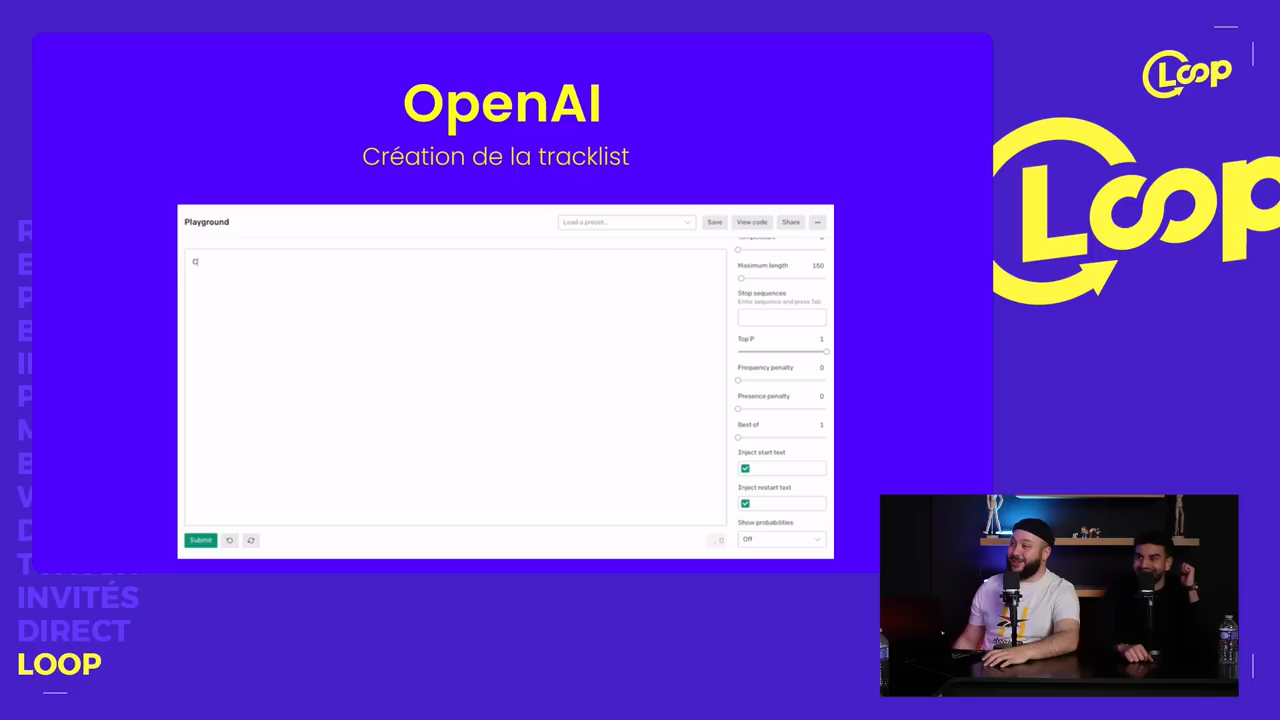 OpenAI
Création de la tracklist
Playground
Load a preset...
Save
View code
Share
C
Maximum length 150
Stop sequences
Enter sequence and press Tab
Top P 1
Frequency penalty 0
Presence penalty 0
Best of 1
Inject start text
Inject restart text
Show probabilities
Off
Submit
0
Loop
Loop
R
E
P
E
P
M
B
D
INVITÉS
DIRECT
LOOP